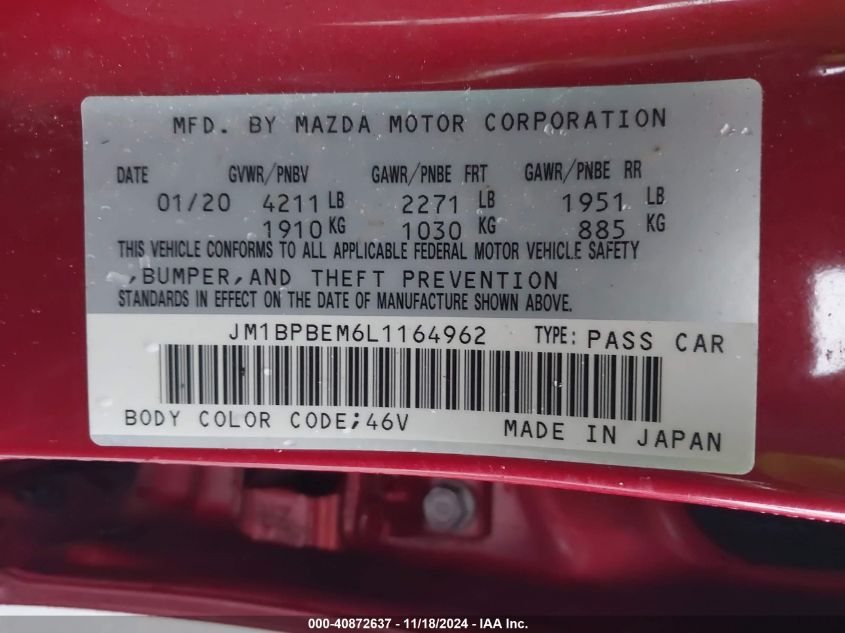 MFD. BY MAZDA MOTOR CORPORATION
DATE GVWR/PNBV GAWR/PNBE FRT GAWR/PNBE RR
01/20 4211 LB 2271 LB 1951 LB
1910 KG 1030 KG 885 KG
THIS VEHICLE CONFORMS TO ALL APPLICABLE FEDERAL MOTOR VEHICLE SAFETY
,BUMPER,AND THEFT PREVENTION
STANDARDS IN EFFECT ON THE DATE OF MANUFACTURE SHOWN ABOVE.
JM1BPBEM6L1164962 TYPE: PASS CAR
BODY COLOR CODE;46V
MADE IN JAPAN
000-40872637 - 11/18/2024 - IAA Inc.